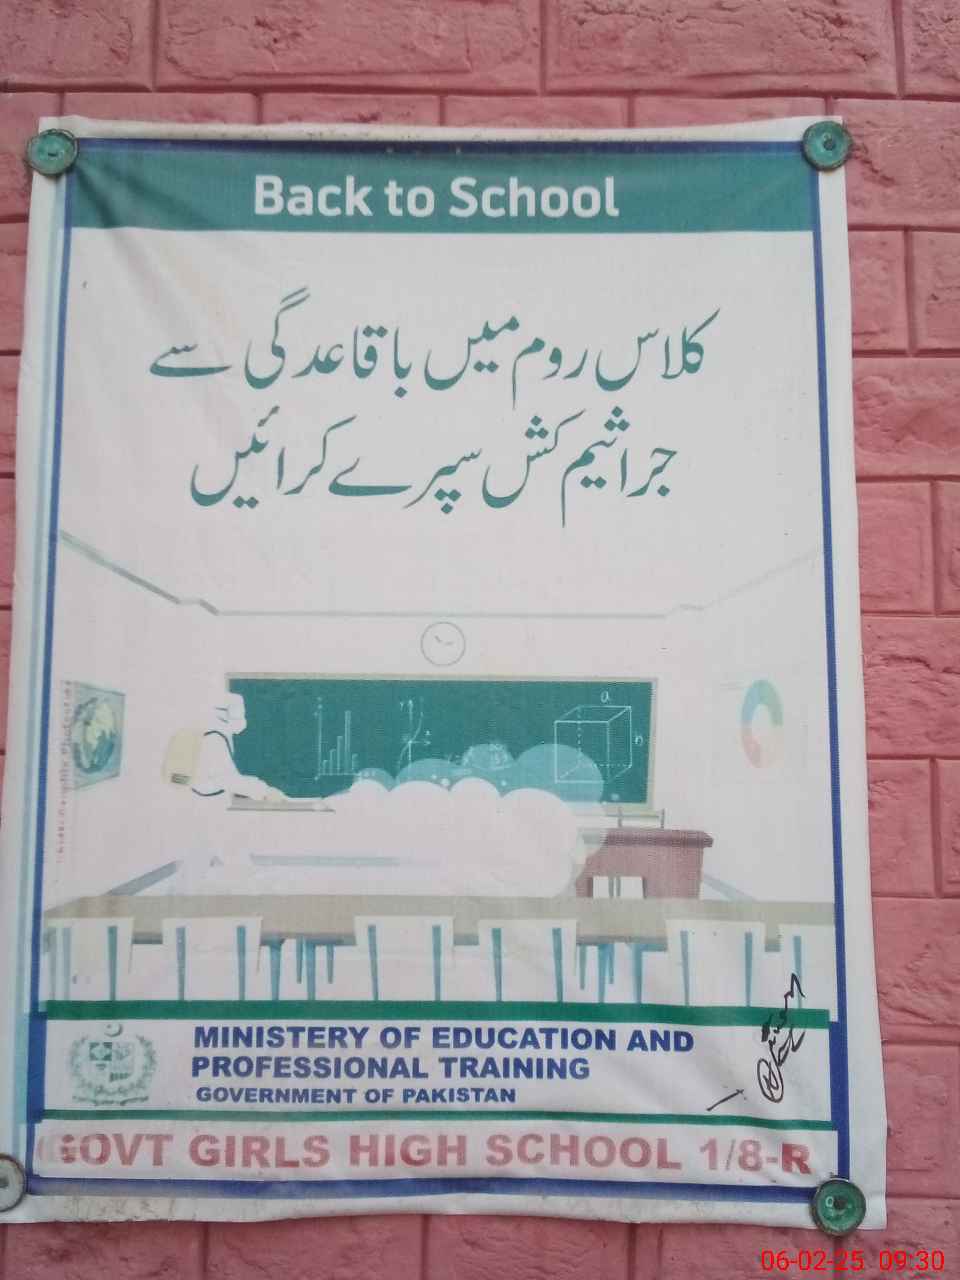 Back to School
کلاس روم میں باقاعدگی سے
جراثیم کش سپرے کرائیں
MINISTERY OF EDUCATION AND
PROFESSIONAL TRAINING
GOVERNMENT OF PAKISTAN
GOVT GIRLS HIGH SCHOOL 1/8-R
06-02-25 09:30